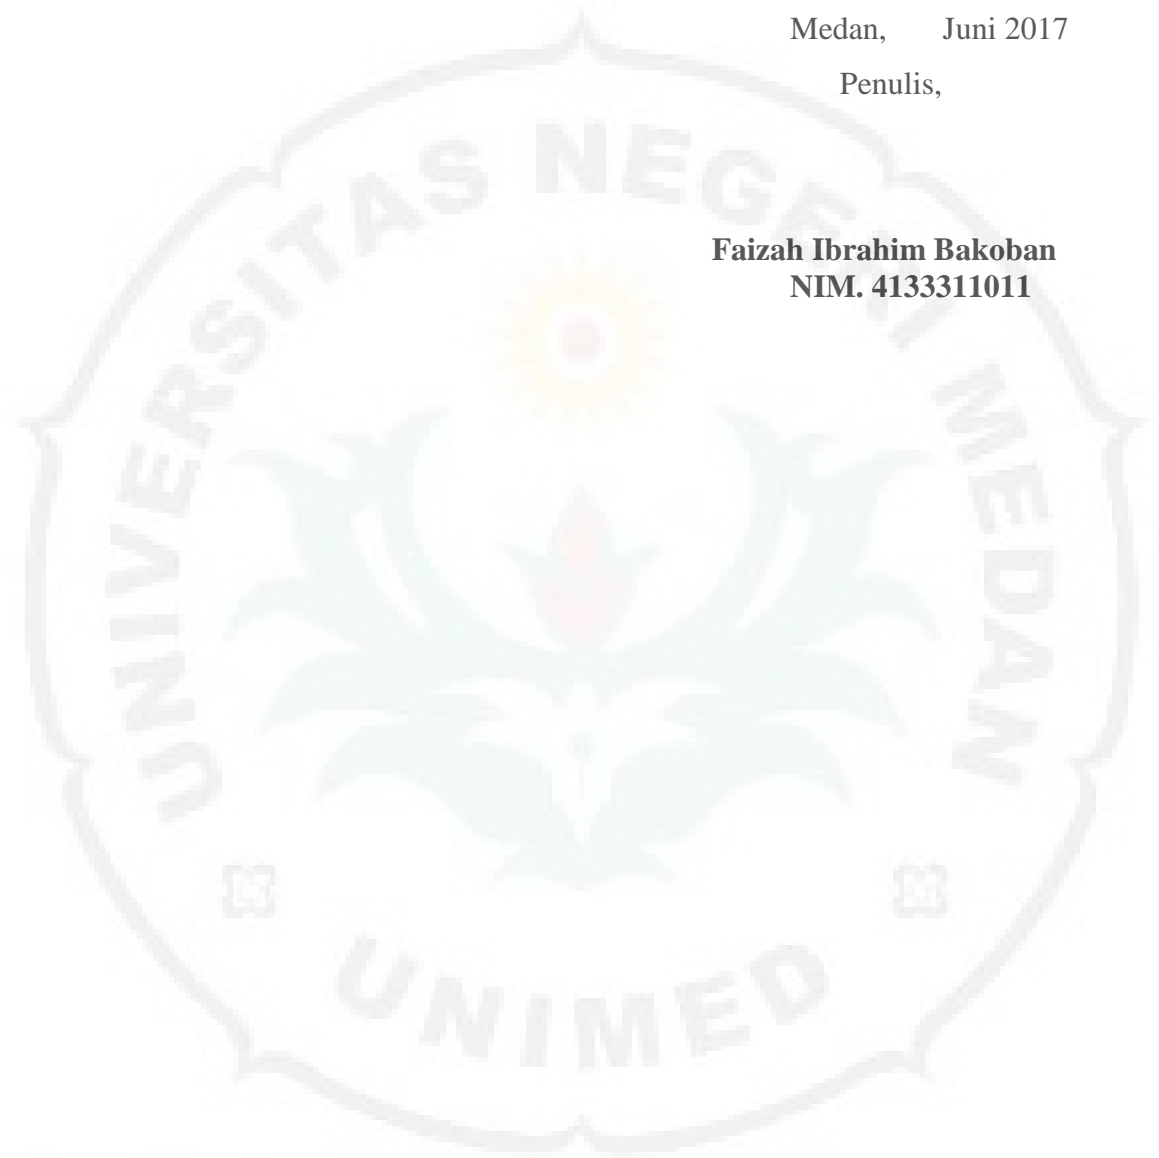 Medan, Juni 2017
Penulis,
Faizah Ibrahim Bakoban
NIM. 4133311011
UNIVERSITAS NEGERI MEDAN
UNIMED